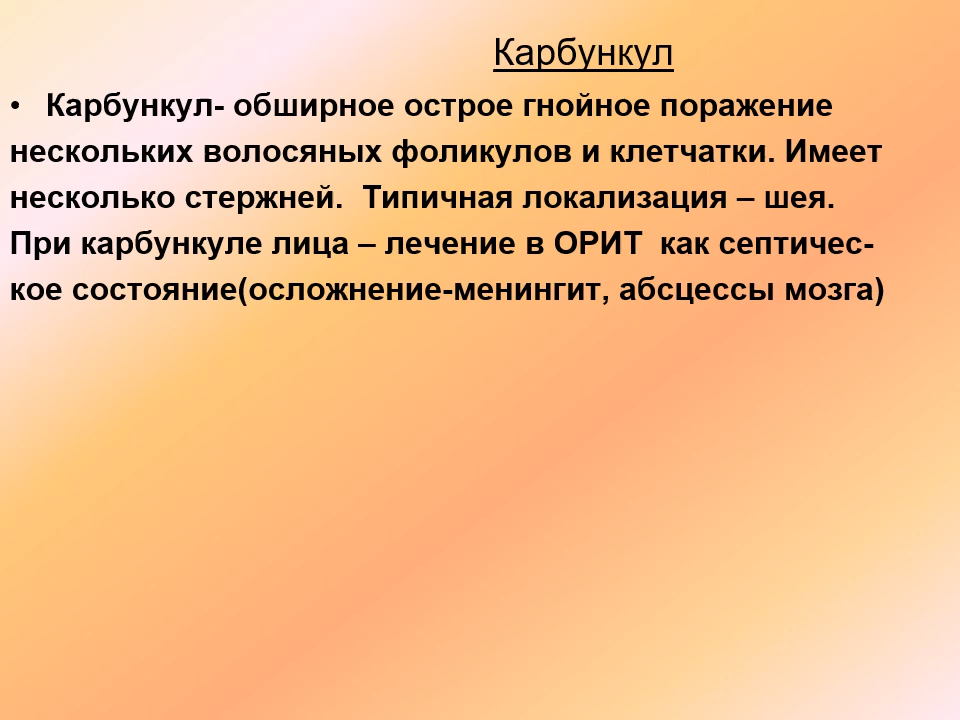 Карбункул
• Карбункул- обширное острое гнойное поражение
нескольких волосяных фоликулов и клетчатки. Имеет
несколько стержней.  Типичная локализация – шея.
При карбункуле лица – лечение в ОРИТ  как септичес-
кое состояние(осложнение-менингит, абсцессы мозга)